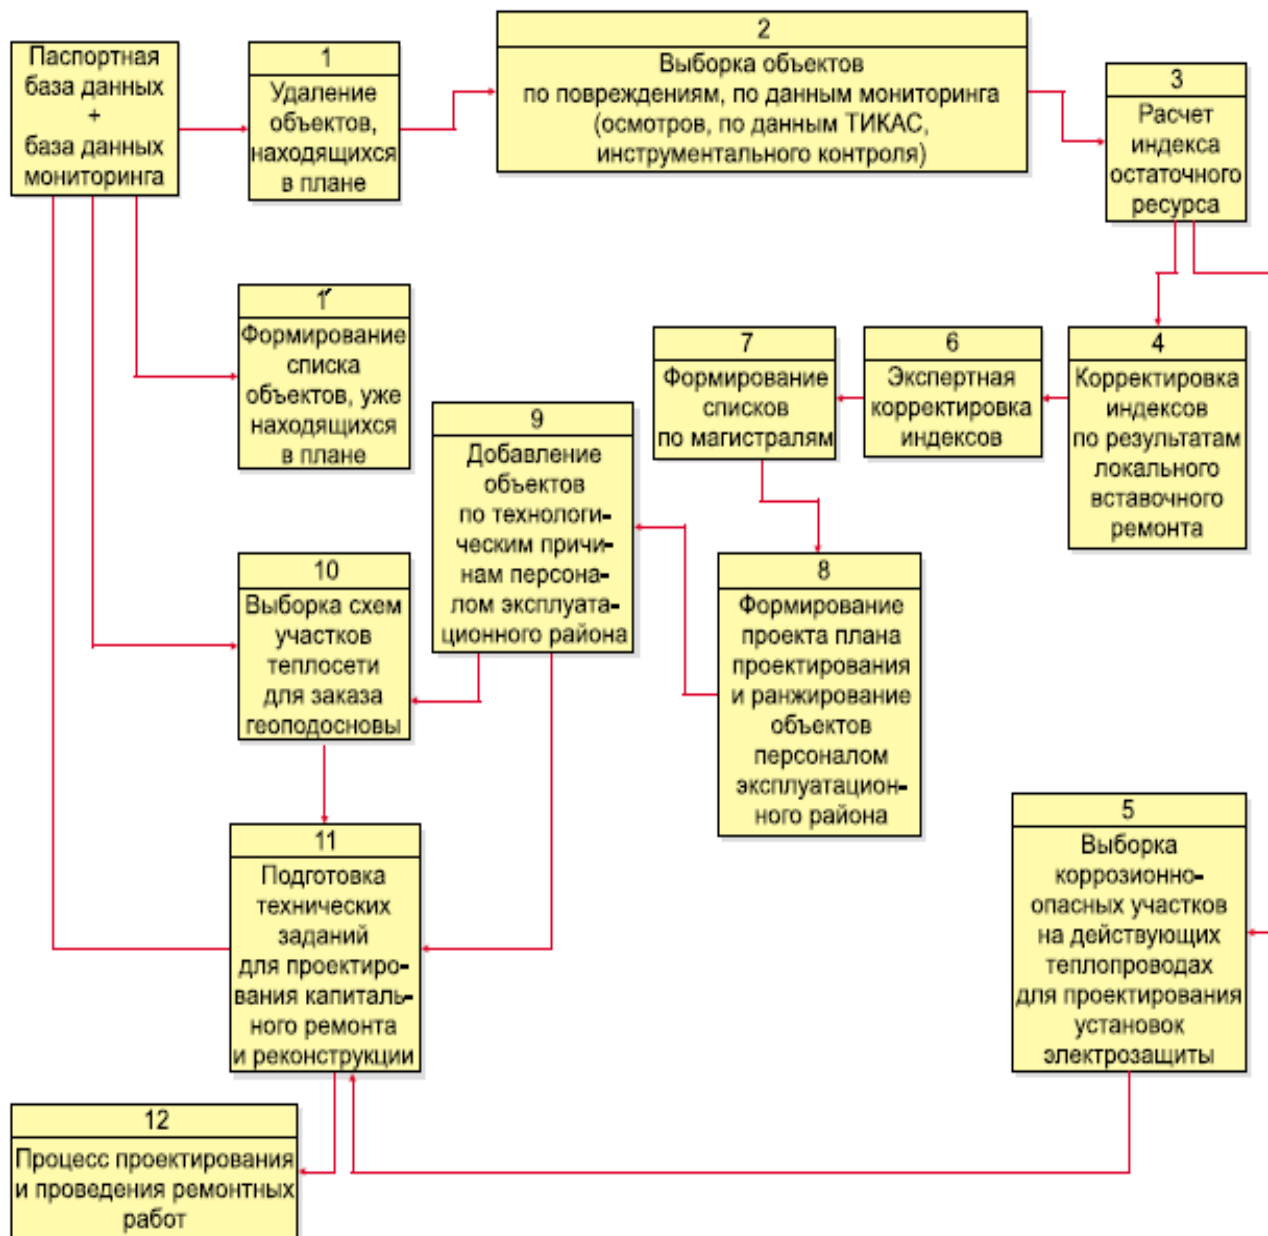 Паспортная
база данных
+
база данных
мониторинга
1
Удаление
объектов,
находящихся
в плане
2
Выборка объектов
по повреждениям, по данным мониторинга
(осмотров, по данным ТИКАС,
инструментального контроля)
3
Расчет
индекса
остаточного
ресурса
1′
Формирование
списка
объектов, уже
находящихся
в плане
9
Добавление
объектов
по технологи-
ческим причи-
нам персона-
лом эксплуата-
ционного района
7
Формирование
списков
по магистралям
6
Экспертная
корректировка
индексов
4
Корректировка
индексов
по результатам
локального
вставочного
ремонта
10
Выборка схем
участков
теплосети
для заказа
геоподосновы
8
Формирование
проекта плана
проектирования
и ранжирование
объектов
персоналом
эксплуатацион-
ного района
11
Подготовка
технических
заданий
для проектиро-
вания капиталь-
ного ремонта
и реконструкции
5
Выборка
коррозионно-
опасных участков
на действующих
теплопроводах
для проектирования
установок
электрозащиты
12
Процесс проектирования
и проведения ремонтных
работ